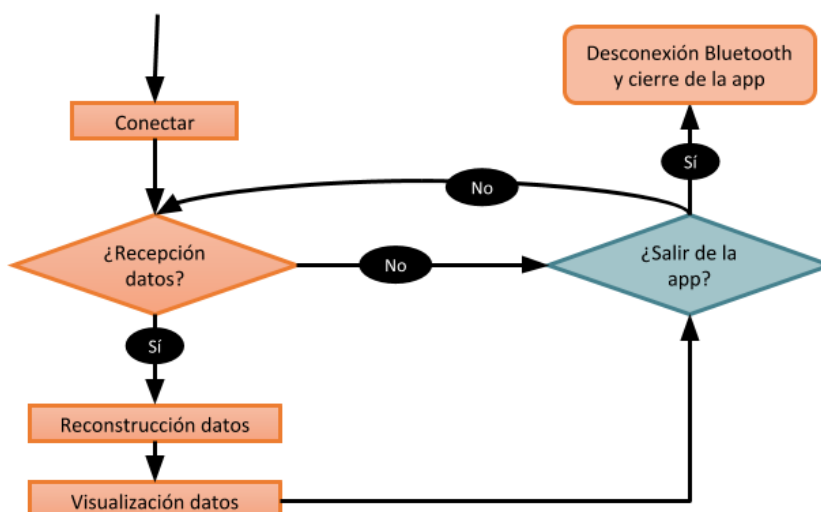 Desconexión Bluetooth
y cierre de la app
Conectar
Sí
No
¿Recepción
datos?
No
¿Salir de la
app?
Sí
Reconstrucción datos
Visualización datos